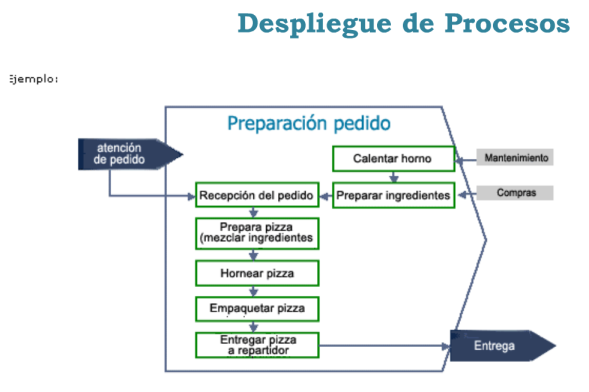 Despliegue de Procesos
Ejemplo:
Preparación pedido
atención
de pedido
Calentar horno
Mantenimiento
Recepción del pedido
Preparar ingredientes
Compras
Prepara pizza
(mezclar ingredientes
Hornear pizza
Empaquetar pizza
Entregar pizza
a repartidor
Entrega